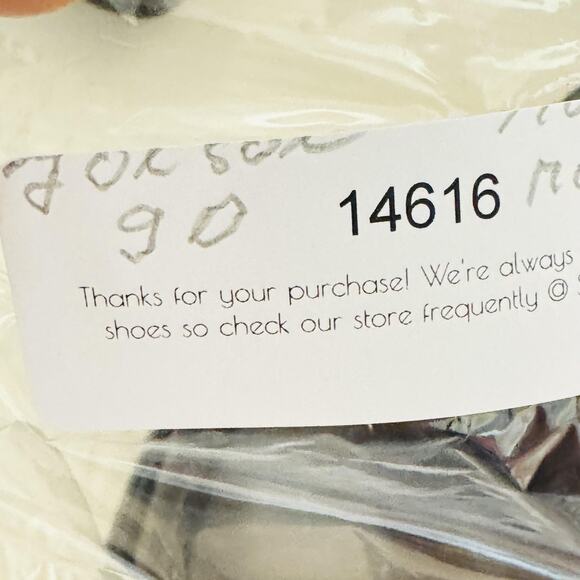 90
14616
Thanks for your purchase! We're always
shoes so check our store frequently @